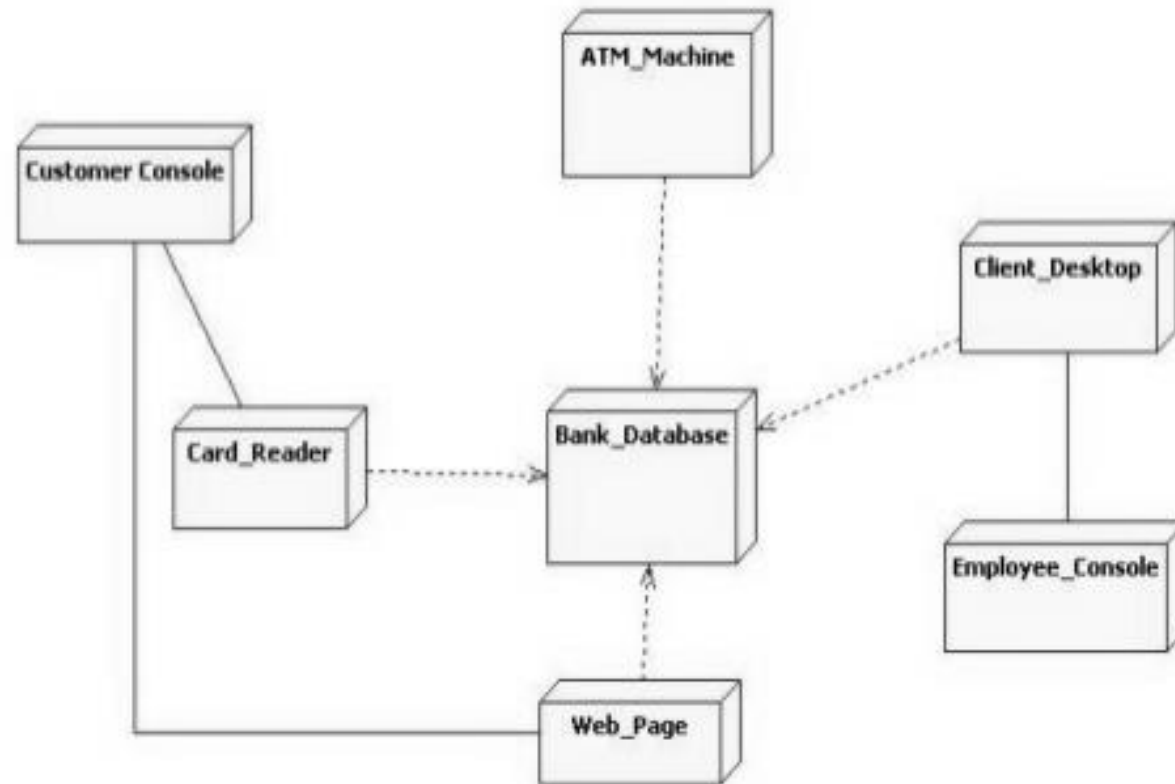 ATM_Machine
Customer Console
Client_Desktop
Card_Reader
Bank_Database
Employee_Console
Web_Page